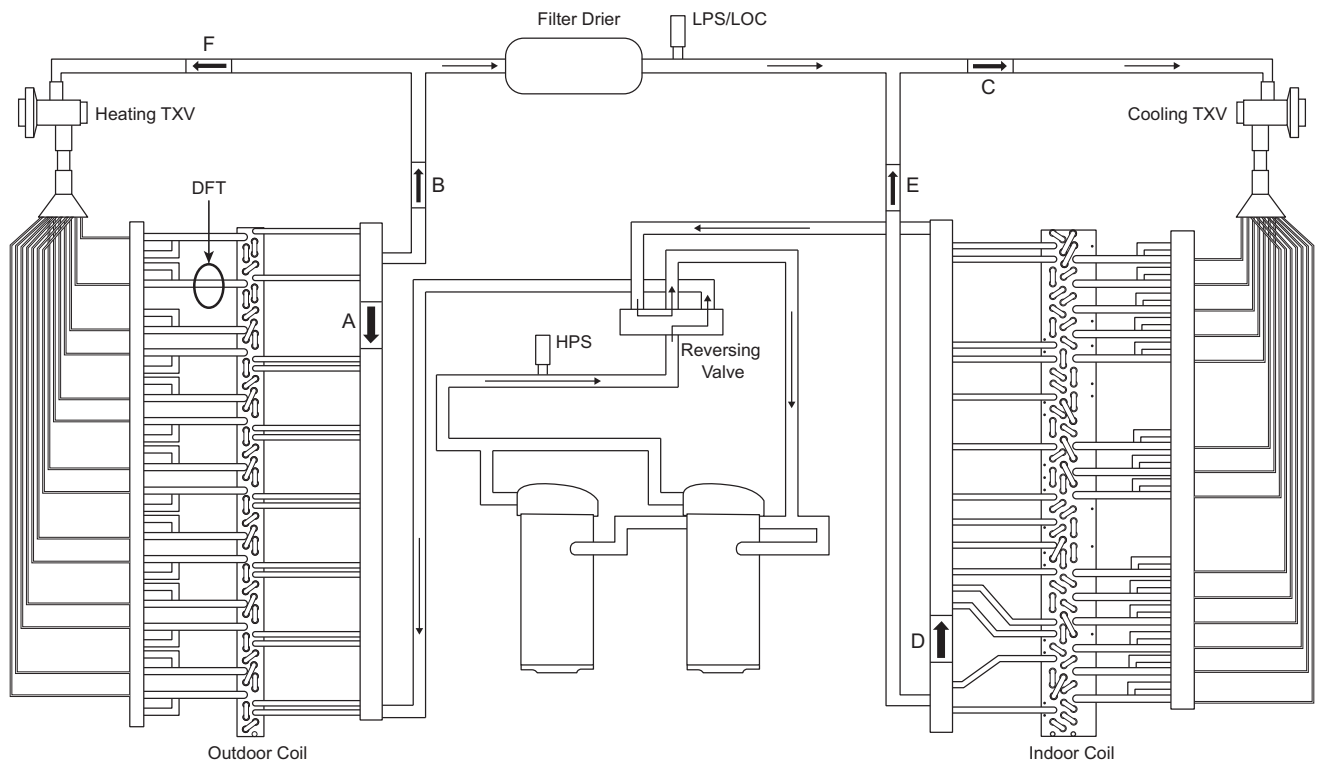 Filter Drier
LPS/LOC
F
C
Heating TXV
Cooling TXV
B
E
DFT
A
HPS
Reversing
Valve
D
Outdoor Coil
Indoor Coil